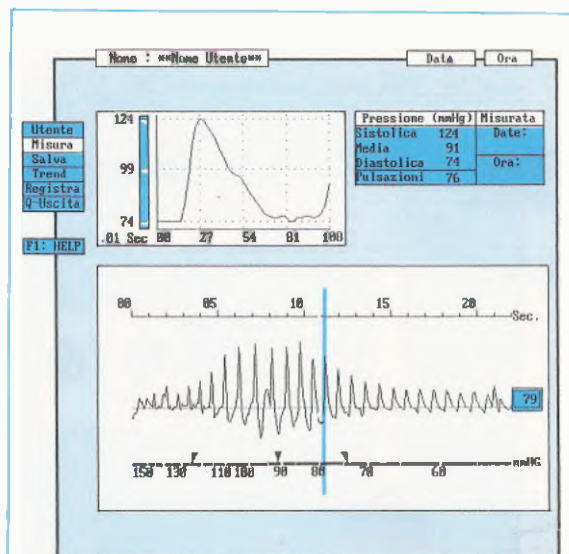 Nome : **Nome Utente**
Data
Ora
Utente
Misura
Salva
Trend
Registra
Q-Uscita
F1: HELP
124
99
74
.01 Sec 00 27 54 81 108
Pressione (mmHg) Misurata
Sistolica 124 Date:
Media 91
Diastolica 74 Ora:
Pulsazioni 76
00 05 10 15 20 Sec.
79
150 130 110 100 90 80 70 60 mmHG